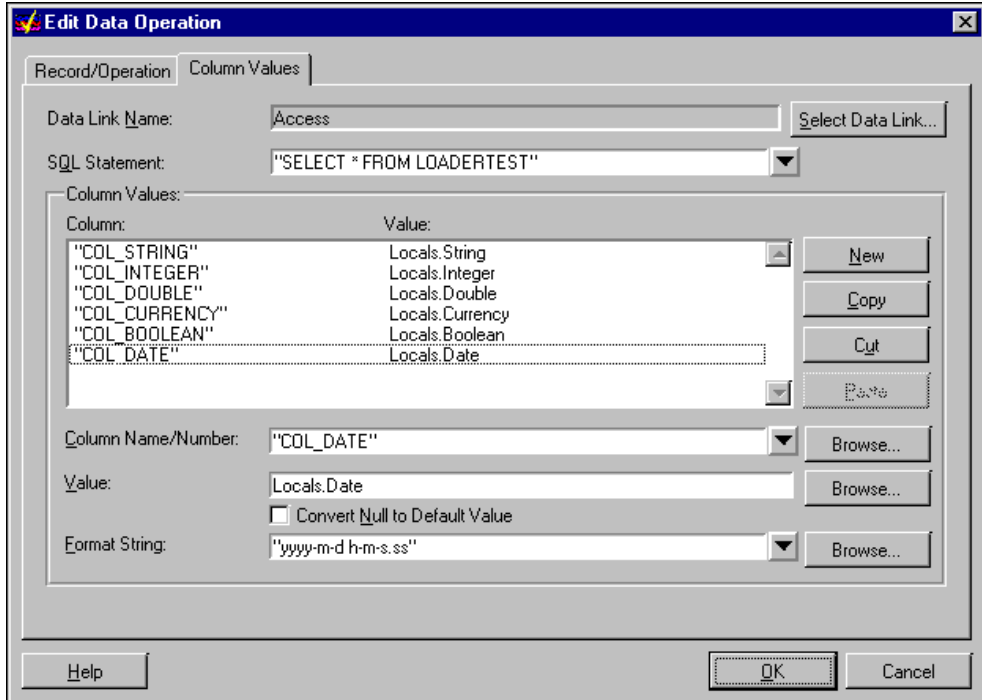 Edit Data Operation
Record/Operation Column Values
Data Link Name: Access Select Data Link...
SQL Statement: "SELECT * FROM LOADERTEST"
Column Values:
Column: Value:
"COL_STRING" Locals.String
"COL_INTEGER" Locals.Integer
"COL_DOUBLE" Locals.Double
"COL_CURRENCY" Locals.Currency
"COL_BOOLEAN" Locals.Boolean
"COL_DATE" Locals.Date
New
Copy
Cut
Paste
Column Name/Number: "COL_DATE" Browse...
Value: Locals.Date Browse...
Convert Null to Default Value
Format String: "yyyy-m-d h-m-s.ss" Browse...
Help OK Cancel